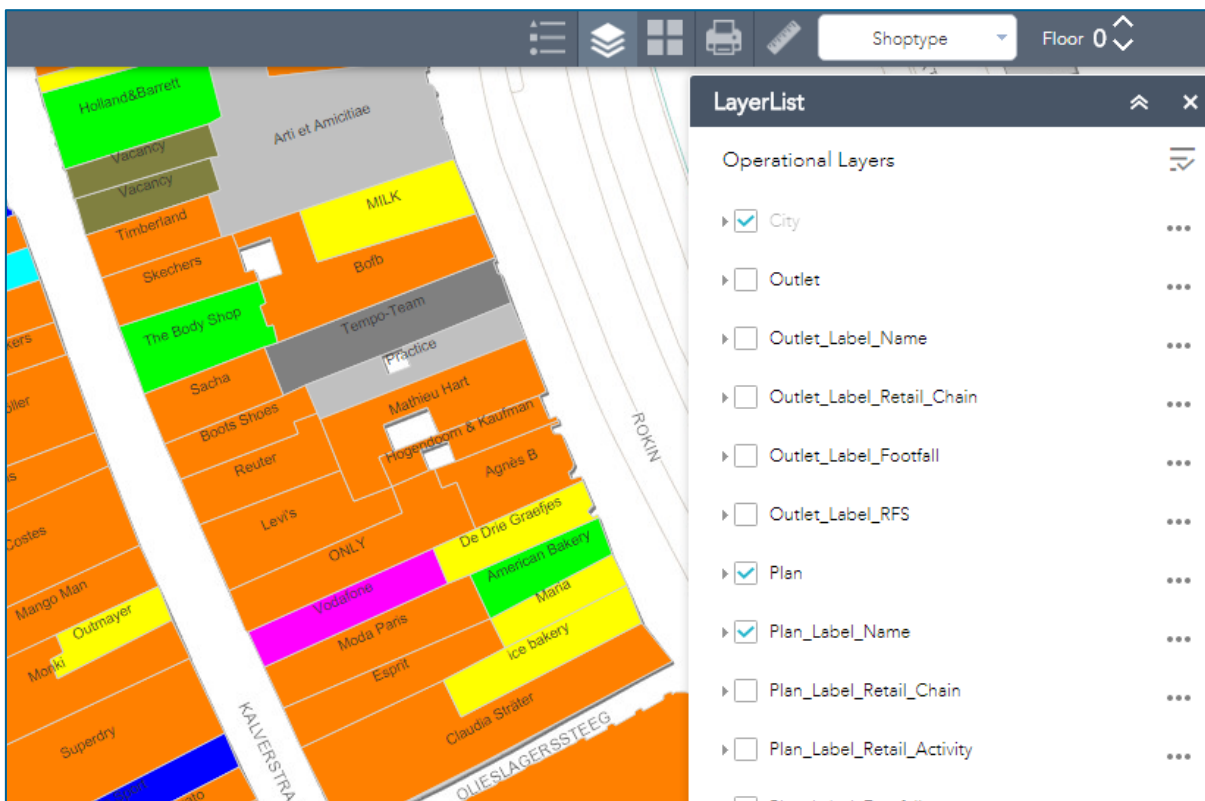 Shoptype
Floor 0
LayerList
Operational Layers
City
Outlet
Outlet_Label_Name
Outlet_Label_Retail_Chain
Outlet_Label_Footfall
Outlet_Label_RFS
Plan
Plan_Label_Name
Plan_Label_Retail_Chain
Plan_Label_Retail_Activity
Holland&Barrett
Arti et Amicitiae
Vacancy
Vacancy
MILK
Timberland
Skechers
Bofb
The Body Shop
Tempo-Team
Practice
Sacha
Mathieu Hart
Boots Shoes
Hogendoorn & Kaufman
Reuter
Agnès B
ROKIN
Levi's
ONLY
De Drie Graefjes
American Bakery
Costes
Vodafone
Maria
Mango Man
Moda Paris
Outmayer
Ice bakery
Monki
Esprit
Claudia Sträter
Superdry
KALVERSTRA
OLIESLAGERSSTEEG